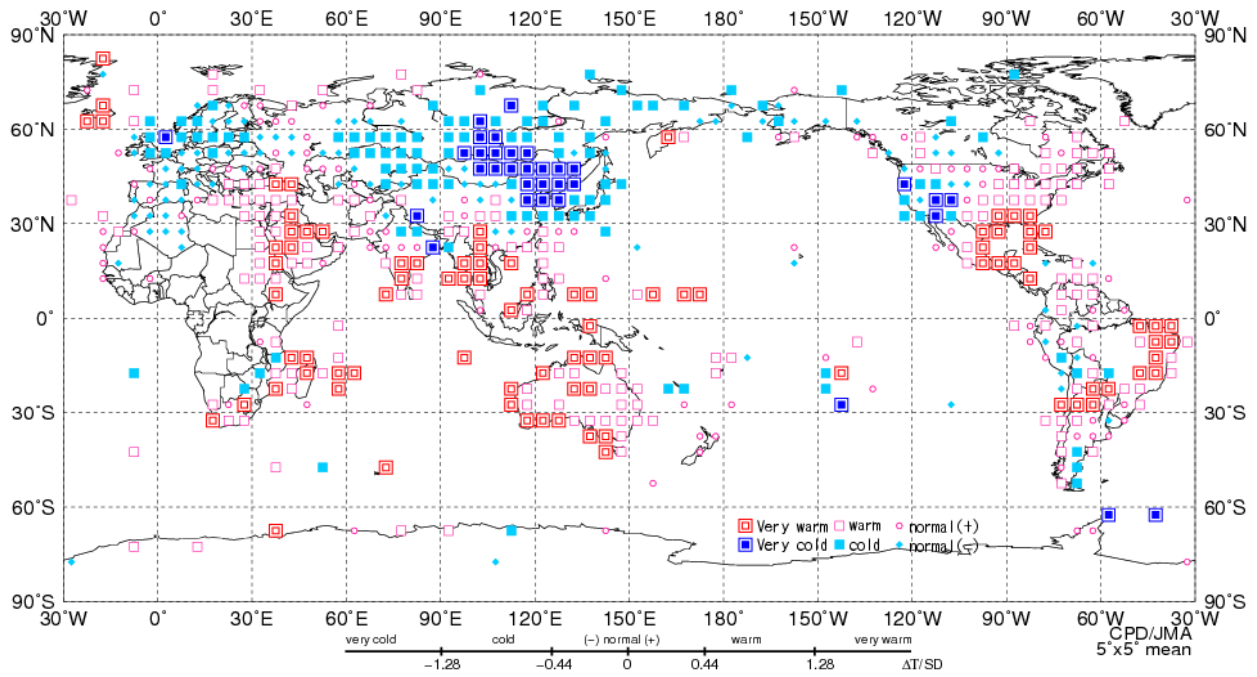 30˚W 0˚ 30˚E 60˚E 90˚E 120˚E 150˚E 180˚ 150˚W 120˚W 90˚W 60˚W 30˚W
90˚N 90˚N
60˚N 60˚N
30˚N 30˚N
0˚ 0˚
30˚S 30˚S
60˚S 60˚S
Very warm warm normal(+)
Very cold cold normal(−)
90˚S 90˚S
30˚W 0˚ 30˚E 60˚E 90˚E 120˚E 150˚E 180˚ 150˚W 120˚W 90˚W 60˚W 30˚W
very cold cold (−) normal (+) warm very warm
CPD/JMA
5˚x5˚ mean
−1.28 −0.44 0 0.44 1.28 ΔT/SD